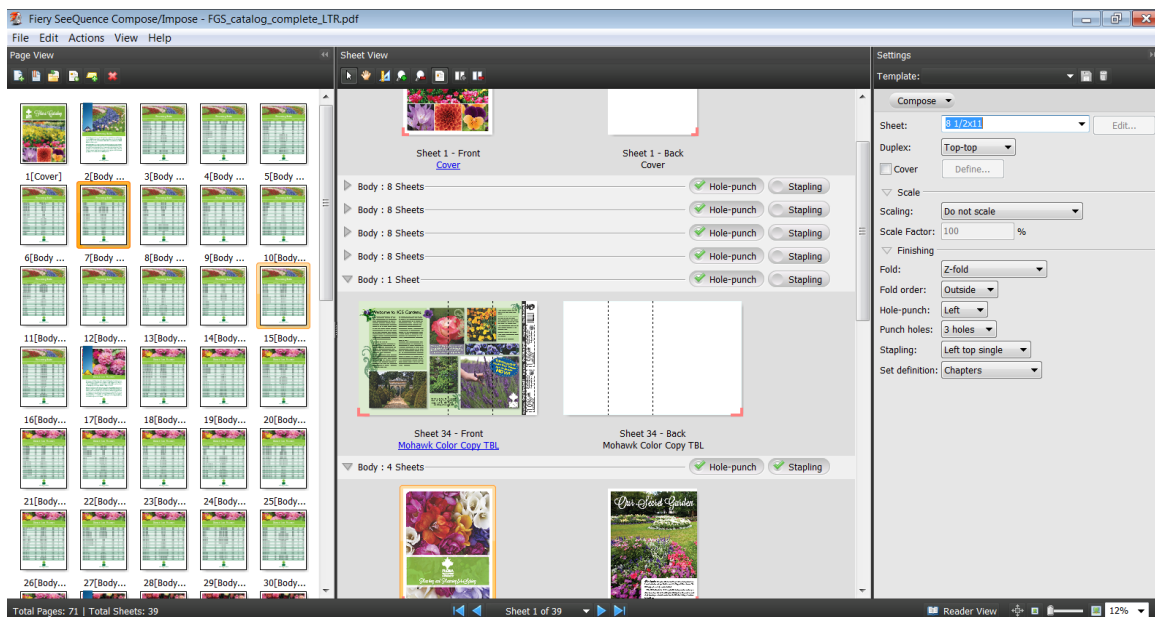 Fiery SeeQuence Compose/Impose - FGS_catalog_complete_LTR.pdf
File Edit Actions View Help
Page View
Sheet View
Settings
Template:
Compose
Sheet: 8 1/2x11 Edit...
Duplex: Top-top
Cover Define...
Scale
Scaling: Do not scale
Scale Factor: 100 %
Finishing
Fold: Z-fold
Fold order: Outside
Hole-punch: Left
Punch holes: 3 holes
Stapling: Left top single
Set definition: Chapters
1[Cover] 2[Body ... 3[Body ... 4[Body ... 5[Body ...
6[Body ... 7[Body ... 8[Body ... 9[Body ... 10[Body...
11[Body... 12[Body... 13[Body... 14[Body... 15[Body...
16[Body... 17[Body... 18[Body... 19[Body... 20[Body...
21[Body... 22[Body... 23[Body... 24[Body... 25[Body...
26[Body... 27[Body... 28[Body... 29[Body... 30[Body...
Sheet 1 - Front
Cover
Sheet 1 - Back
Cover
Body : 8 Sheets Hole-punch Stapling
Body : 8 Sheets Hole-punch Stapling
Body : 8 Sheets Hole-punch Stapling
Body : 8 Sheets Hole-punch Stapling
Body : 1 Sheet Hole-punch Stapling
Welcome to FGS Gardens
Sheet 34 - Front
Mohawk Color Copy TBL
Sheet 34 - Back
Mohawk Color Copy TBL
Body : 4 Sheets Hole-punch Stapling
Our Secret Garden
Total Pages: 71 | Total Sheets: 39
Sheet 1 of 39
Reader View
12%